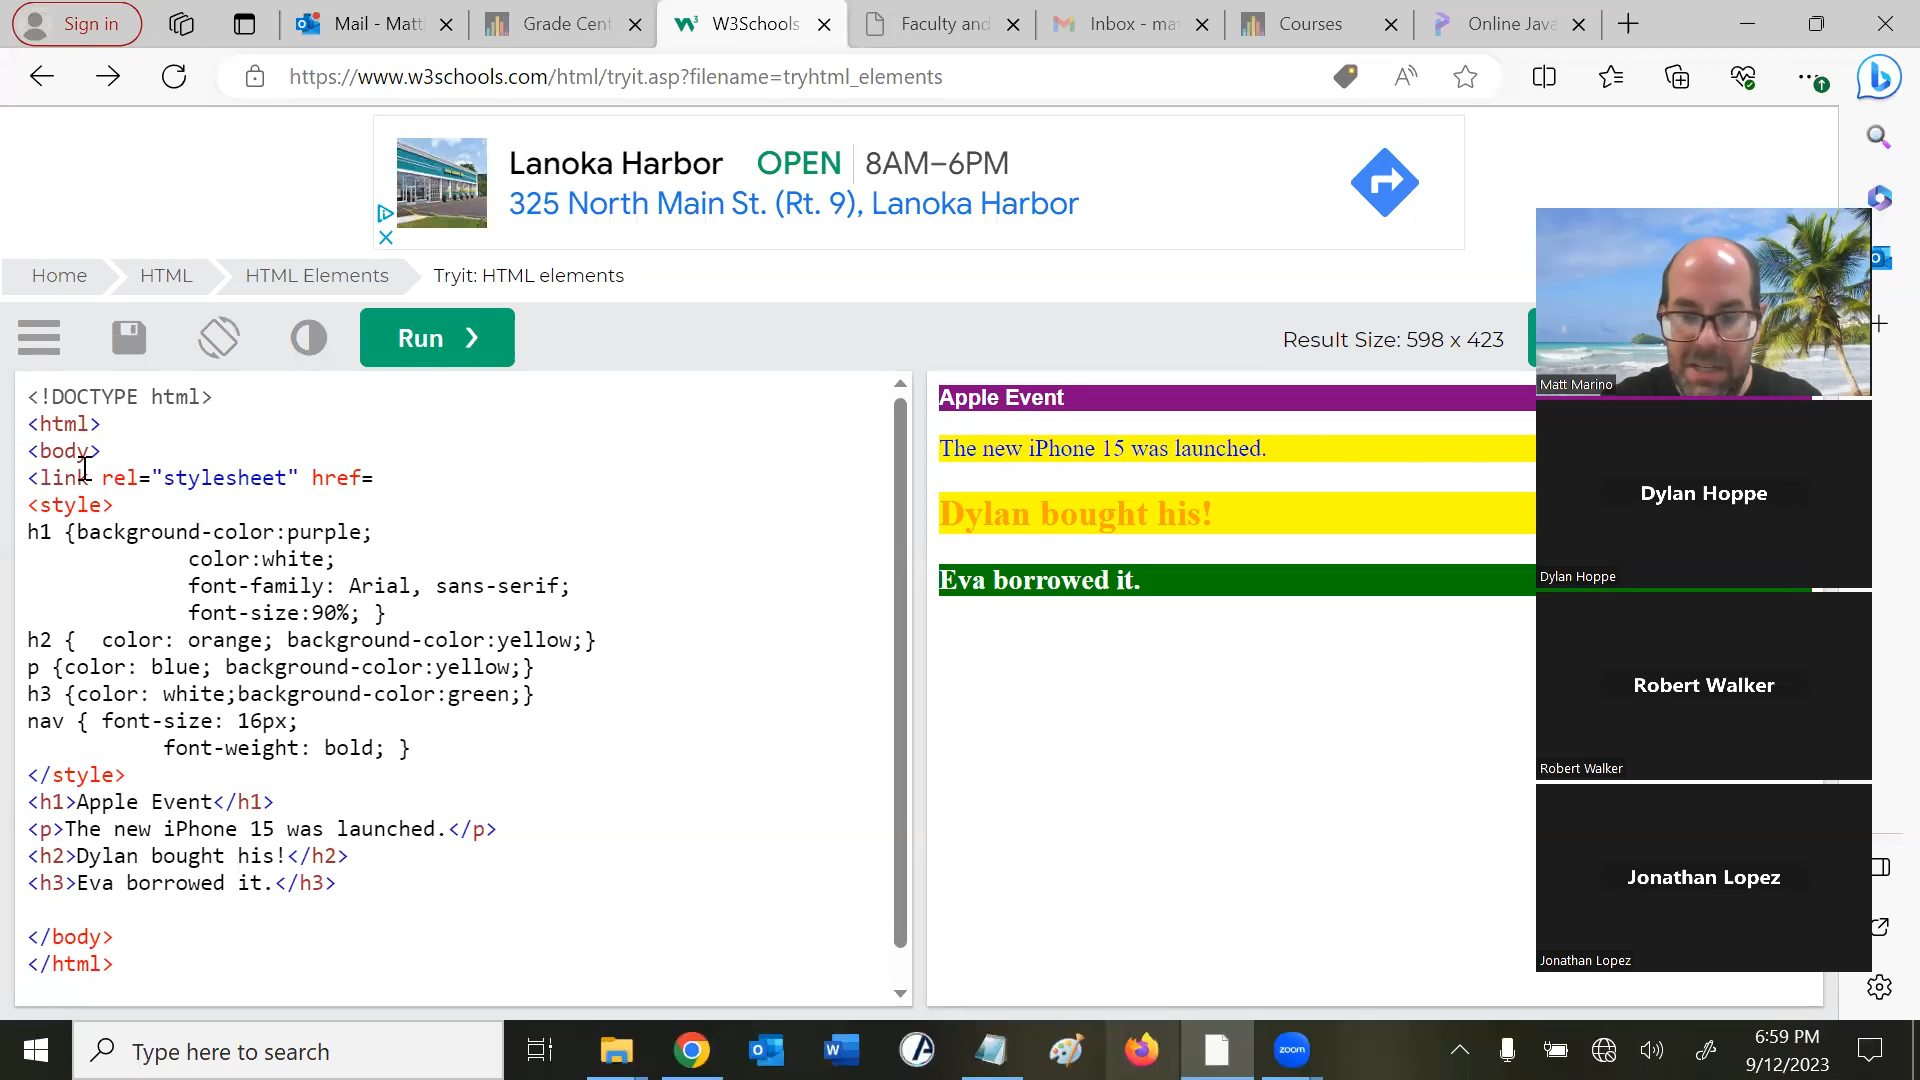 Sign in
Mail - Matt
Grade Cent
W3Schools
Faculty and
Inbox - ma
Courses
Online Java
https://www.w3schools.com/html/tryit.asp?filename=tryhtml_elements
Lanoka Harbor OPEN 8AM–6PM
325 North Main St. (Rt. 9), Lanoka Harbor
Home
HTML
HTML Elements
Tryit: HTML elements
Run ❯
Result Size: 598 x 423
<!DOCTYPE html>
<html>
<body>
<link rel="stylesheet" href=
<style>
h1 {background-color:purple;
color:white;
font-family: Arial, sans-serif;
font-size:90%; }
h2 {  color: orange; background-color:yellow;}
p {color: blue; background-color:yellow;}
h3 {color: white;background-color:green;}
nav { font-size: 16px;
font-weight: bold; }
</style>
<h1>Apple Event</h1>
<p>The new iPhone 15 was launched.</p>
<h2>Dylan bought his!</h2>
<h3>Eva borrowed it.</h3>
</body>
</html>
Apple Event
The new iPhone 15 was launched.
Dylan bought his!
Eva borrowed it.
Matt Marino
Dylan Hoppe
Dylan Hoppe
Robert Walker
Robert Walker
Jonathan Lopez
Jonathan Lopez
Type here to search
zoom
6:59 PM
9/12/2023